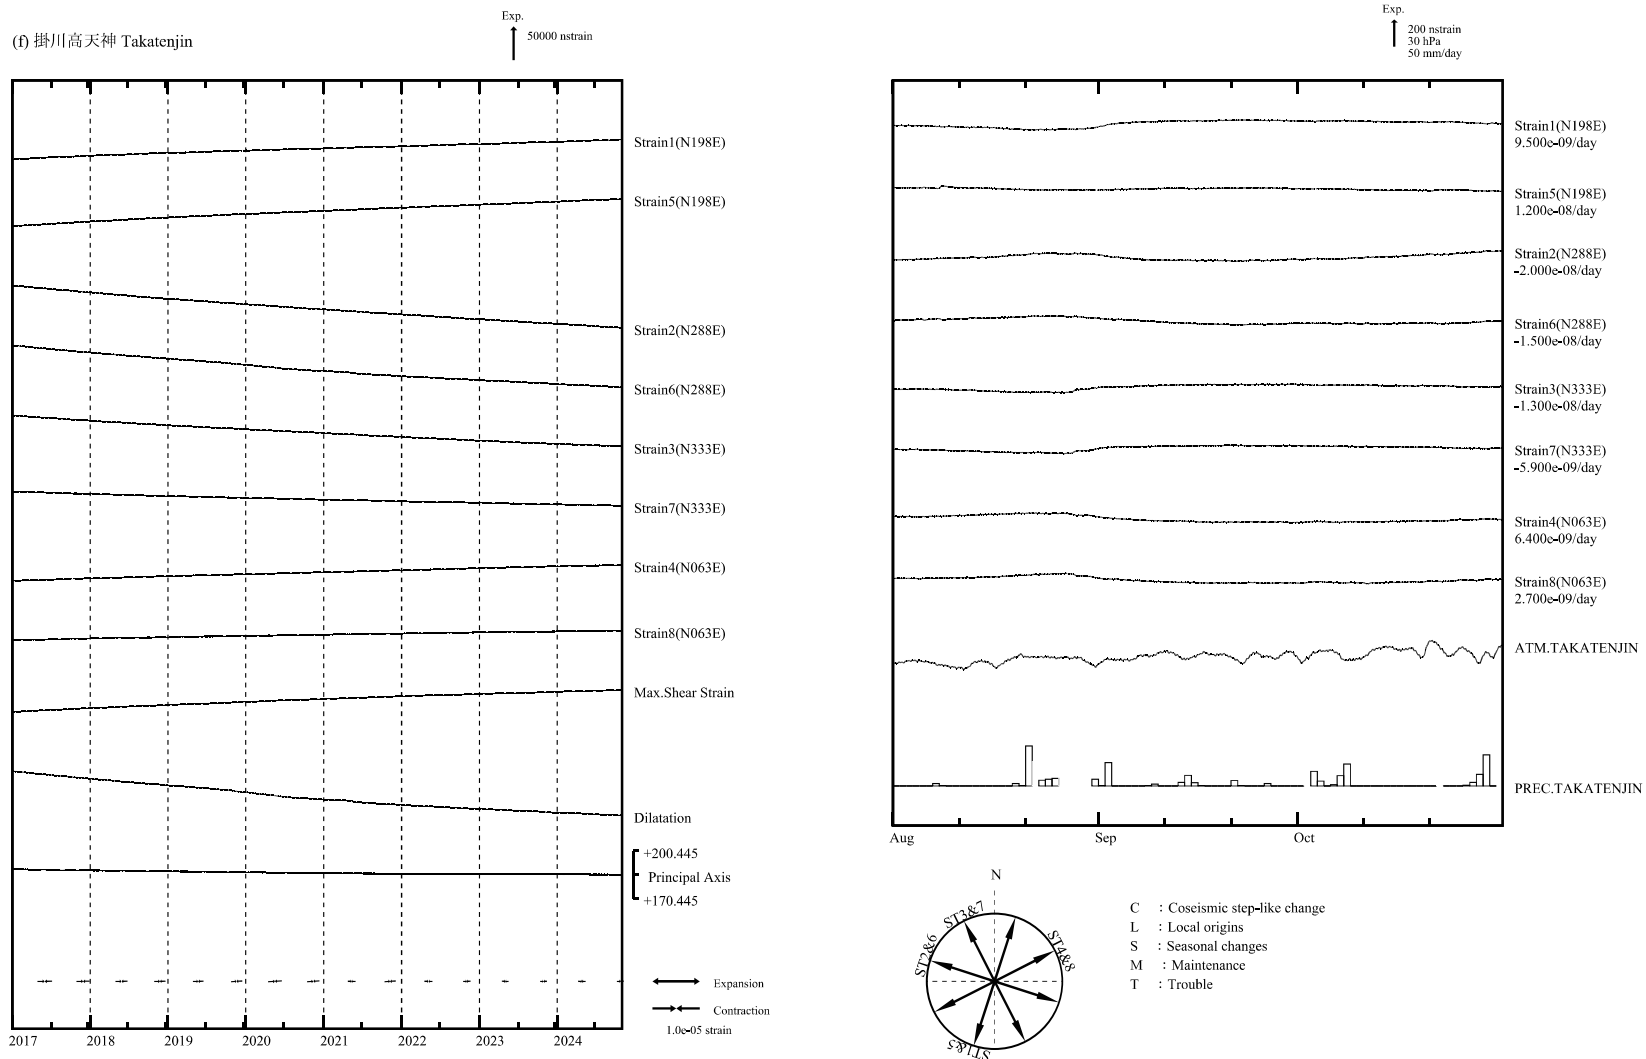 (f) 掛川高天神 Takatenjin
Exp.
50000 nstrain
Strain1(N198E)
Strain5(N198E)
Strain2(N288E)
Strain6(N288E)
Strain3(N333E)
Strain7(N333E)
Strain4(N063E)
Strain8(N063E)
Max.Shear Strain
Dilatation
+200.445
Principal Axis
+170.445
Expansion
Contraction
1.0e-05 strain
2017 2018 2019 2020 2021 2022 2023 2024
Exp.
200 nstrain
30 hPa
50 mm/day
Strain1(N198E)
9.500e-09/day
Strain5(N198E)
1.200e-08/day
Strain2(N288E)
-2.000e-08/day
Strain6(N288E)
-1.500e-08/day
Strain3(N333E)
-1.300e-08/day
Strain7(N333E)
-5.900e-09/day
Strain4(N063E)
6.400e-09/day
Strain8(N063E)
2.700e-09/day
ATM.TAKATENJIN
PREC.TAKATENJIN
Aug Sep Oct
N
ST3&7
ST4&8
ST2&6
ST1&5
C : Coseismic step-like change
L : Local origins
S : Seasonal changes
M : Maintenance
T : Trouble